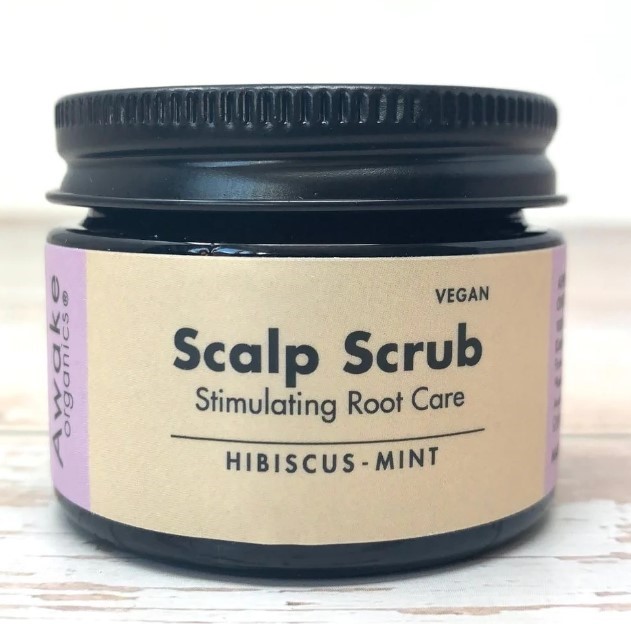 Awake
organics®
VEGAN
Scalp Scrub
Stimulating Root Care
HIBISCUS-MINT